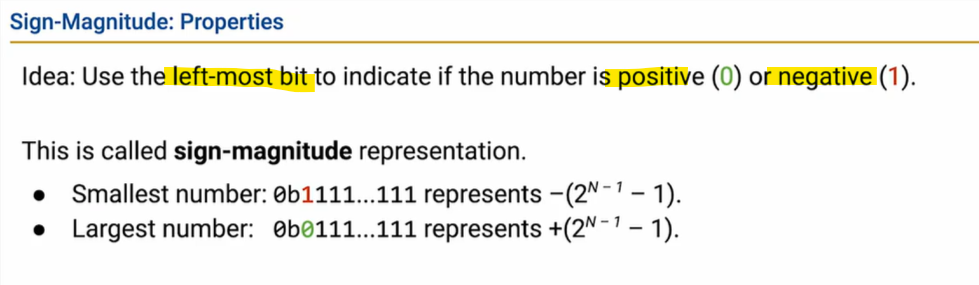 Sign-Magnitude: Properties
Idea: Use the left-most bit to indicate if the number is positive (0) or negative (1).
This is called sign-magnitude representation.
● Smallest number: 0b1111...111 represents −(2ᴺ⁻¹ − 1).
● Largest number: 0b0111...111 represents +(2ᴺ⁻¹ − 1).